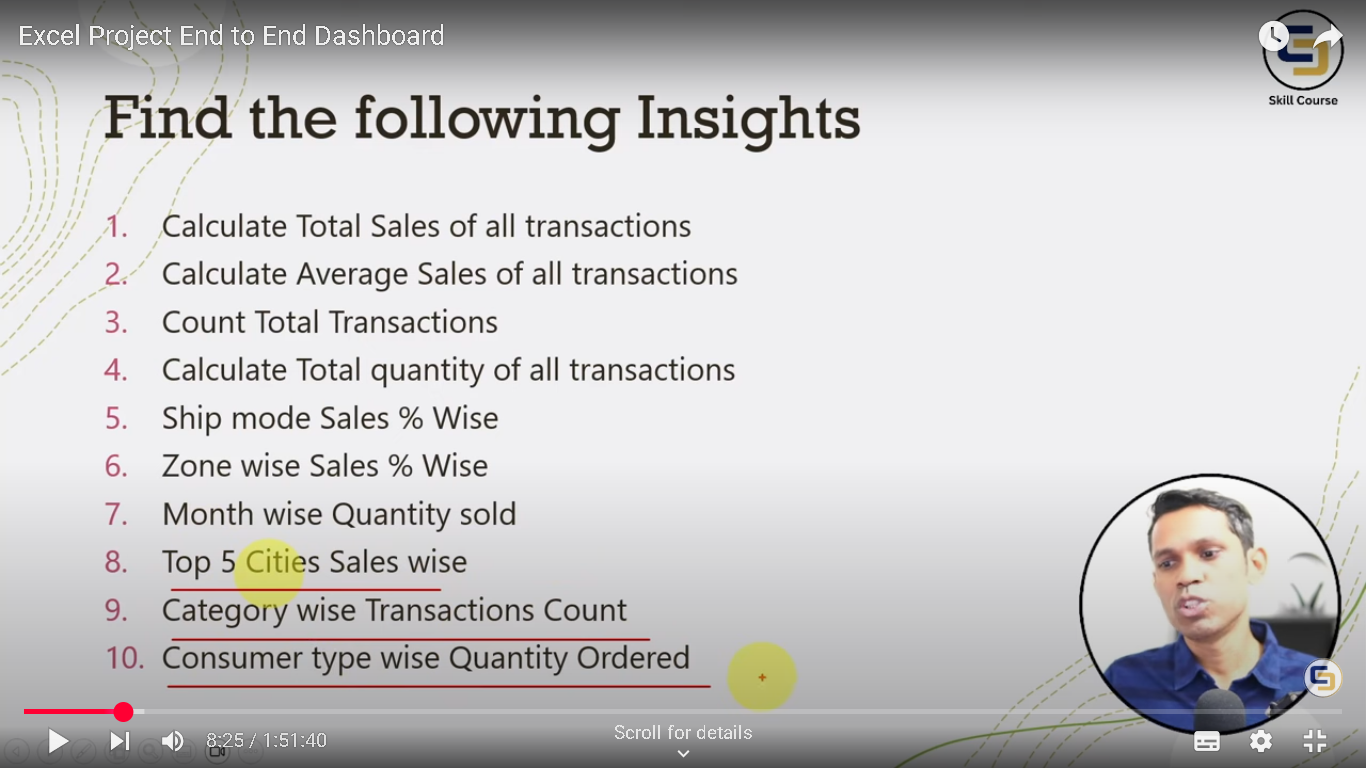 Excel Project End to End Dashboard
Skill Course
Find the following Insights
1. Calculate Total Sales of all transactions
2. Calculate Average Sales of all transactions
3. Count Total Transactions
4. Calculate Total quantity of all transactions
5. Ship mode Sales % Wise
6. Zone wise Sales % Wise
7. Month wise Quantity sold
8. Top 5 Cities Sales wise
9. Category wise Transactions Count
10. Consumer type wise Quantity Ordered
8:25 / 1:51:40
Scroll for details